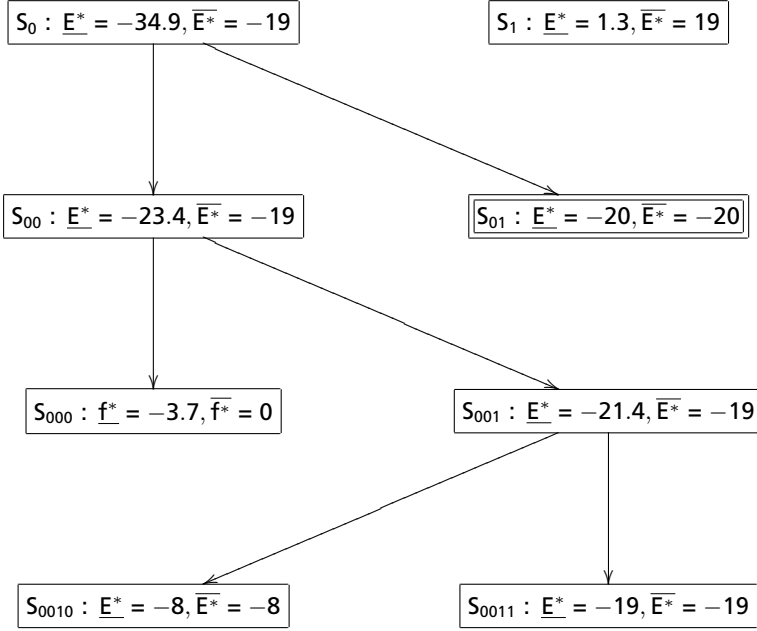 S₀ : E* = −34.9, E̅*̅ = −19
S₁ : E* = 1.3, E̅*̅ = 19
S₀₀ : E* = −23.4, E̅*̅ = −19
S₀₁ : E* = −20, E̅*̅ = −20
S₀₀₀ : f* = −3.7, f̅*̅ = 0
S₀₀₁ : E* = −21.4, E̅*̅ = −19
S₀₀₁₀ : E* = −8, E̅*̅ = −8
S₀₀₁₁ : E* = −19, E̅*̅ = −19